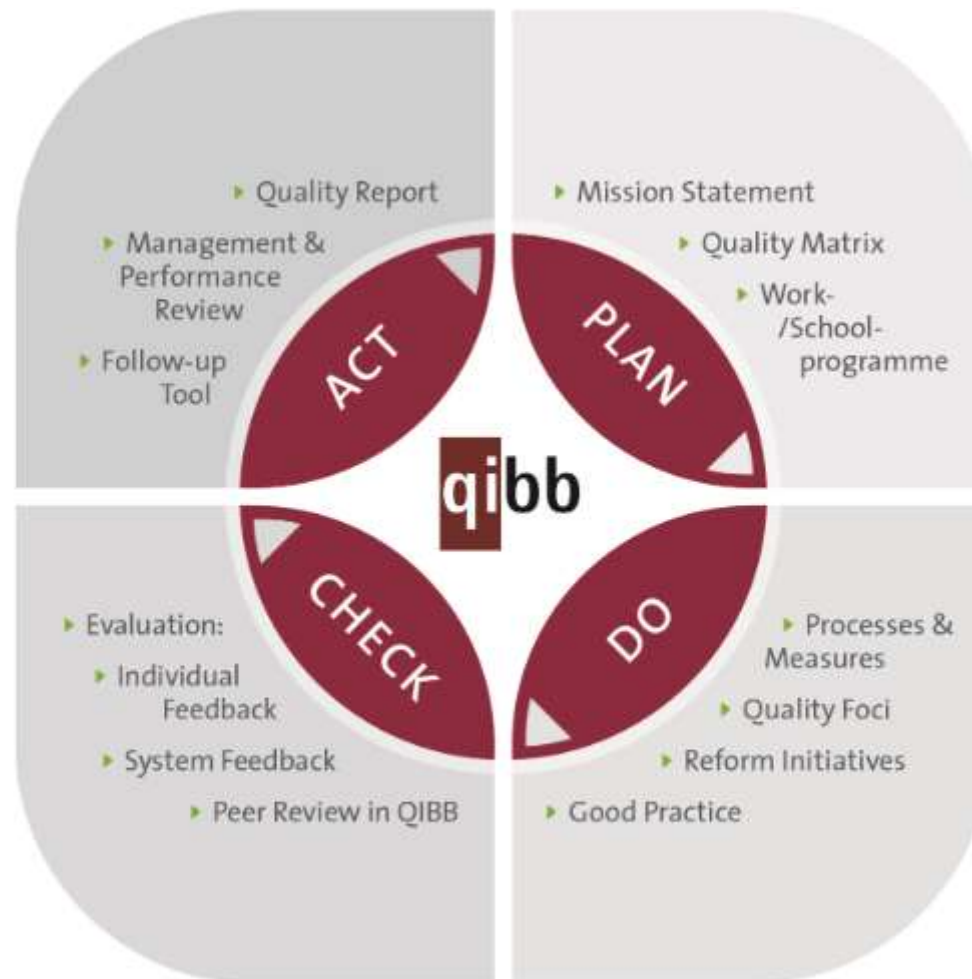 Quality Report
Management &
Performance
Review
Follow-up
Tool
ACT
Mission Statement
Quality Matrix
Work-
/School-
programme
PLAN
qibb
Evaluation:
Individual
Feedback
System Feedback
Peer Review in QIBB
CHECK
Processes &
Measures
Quality Foci
Reform Initiatives
Good Practice
DO